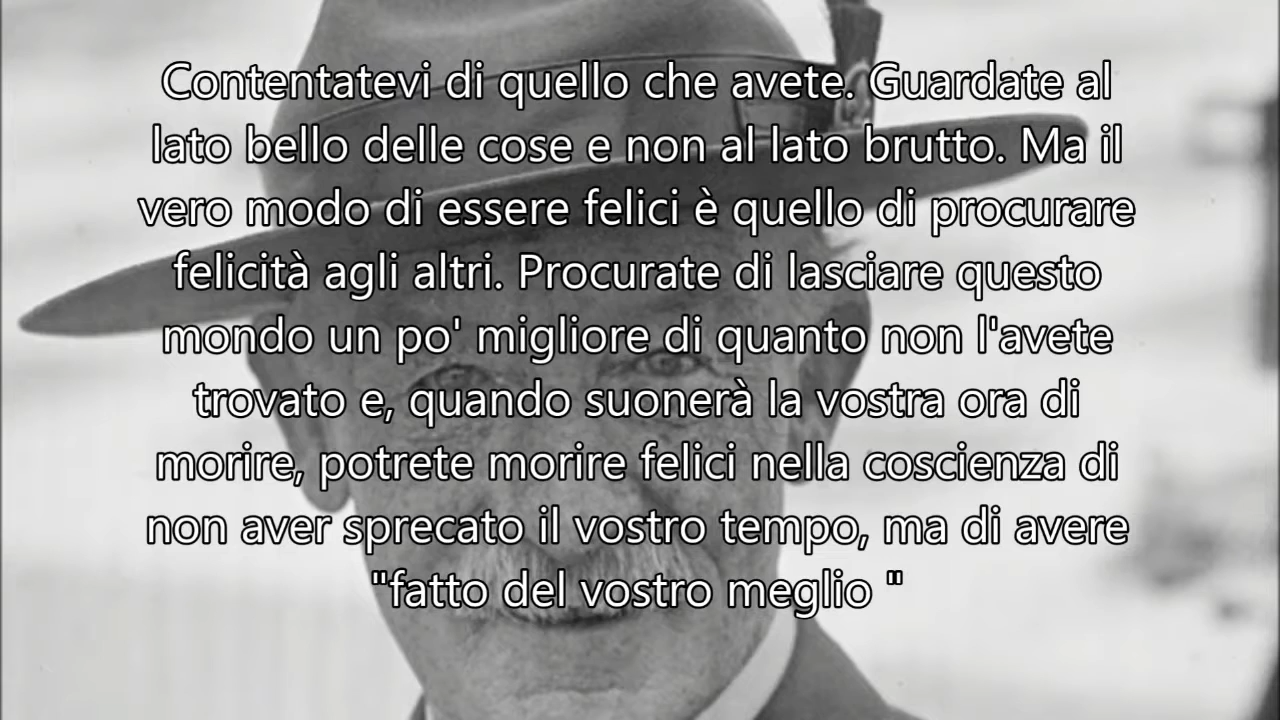 Contentatevi di quello che avete. Guardate al
lato bello delle cose e non al lato brutto. Ma il
vero modo di essere felici è quello di procurare
felicità agli altri. Procurate di lasciare questo
mondo un po' migliore di quanto non l'avete
trovato e, quando suonerà la vostra ora di
morire, potrete morire felici nella coscienza di
non aver sprecato il vostro tempo, ma di avere
"fatto del vostro meglio "